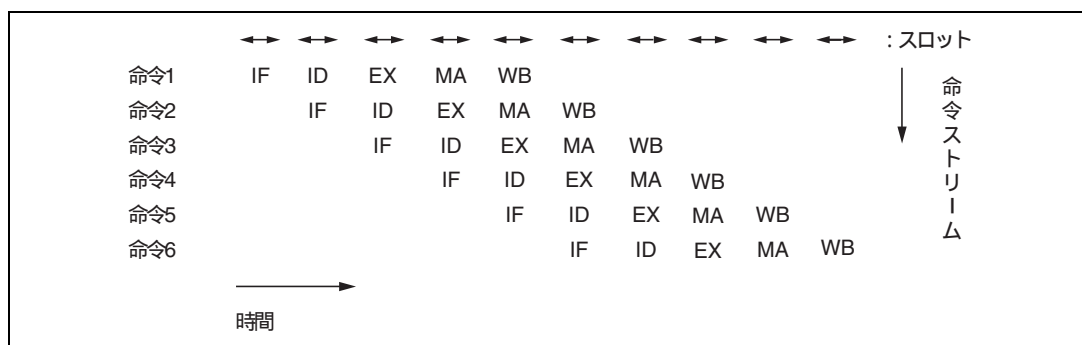 :スロット
命令1 IF ID EX MA WB
命令2 IF ID EX MA WB
命令3 IF ID EX MA WB
命令4 IF ID EX MA WB
命令5 IF ID EX MA WB
命令6 IF ID EX MA WB
命令ストリーム
時間